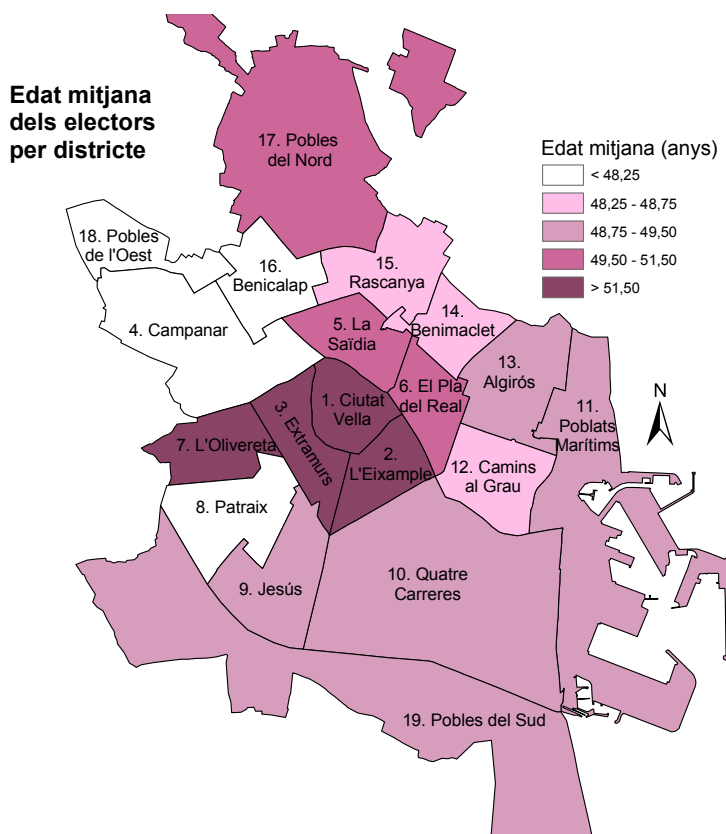 Edat mitjana
dels electors
per districte
Edat mitjana (anys)
< 48,25
48,25 - 48,75
48,75 - 49,50
49,50 - 51,50
> 51,50
17. Pobles
del Nord
18. Pobles
de l'Oest
16.
Benicalap
15.
Rascanya
4. Campanar
5. La
Saïdia
14.
Benimaclet
13.
Algirós
6. El Pla
del Real
11.
Poblats
Marítims
N
1. Ciutat
Vella
3. Extramurs
7. L'Olivereta
2.
L'Eixample
12. Camins
al Grau
8. Patraix
9. Jesús
10. Quatre
Carreres
19. Pobles del Sud